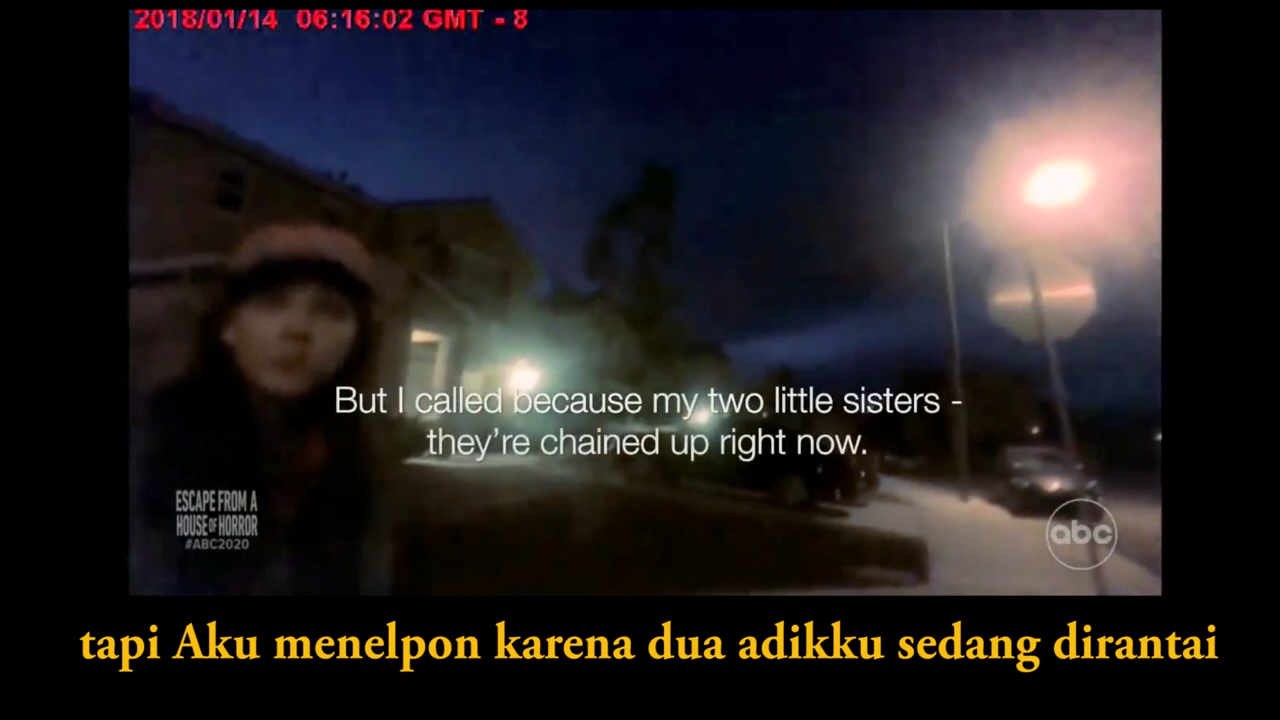 2018/01/14 06:16:02 GMT - 8
But I called because my two little sisters -
they're chained up right now.
ESCAPE FROM A
HOUSE OF HORROR
#ABC2020
abc
tapi Aku menelpon karena dua adikku sedang dirantai